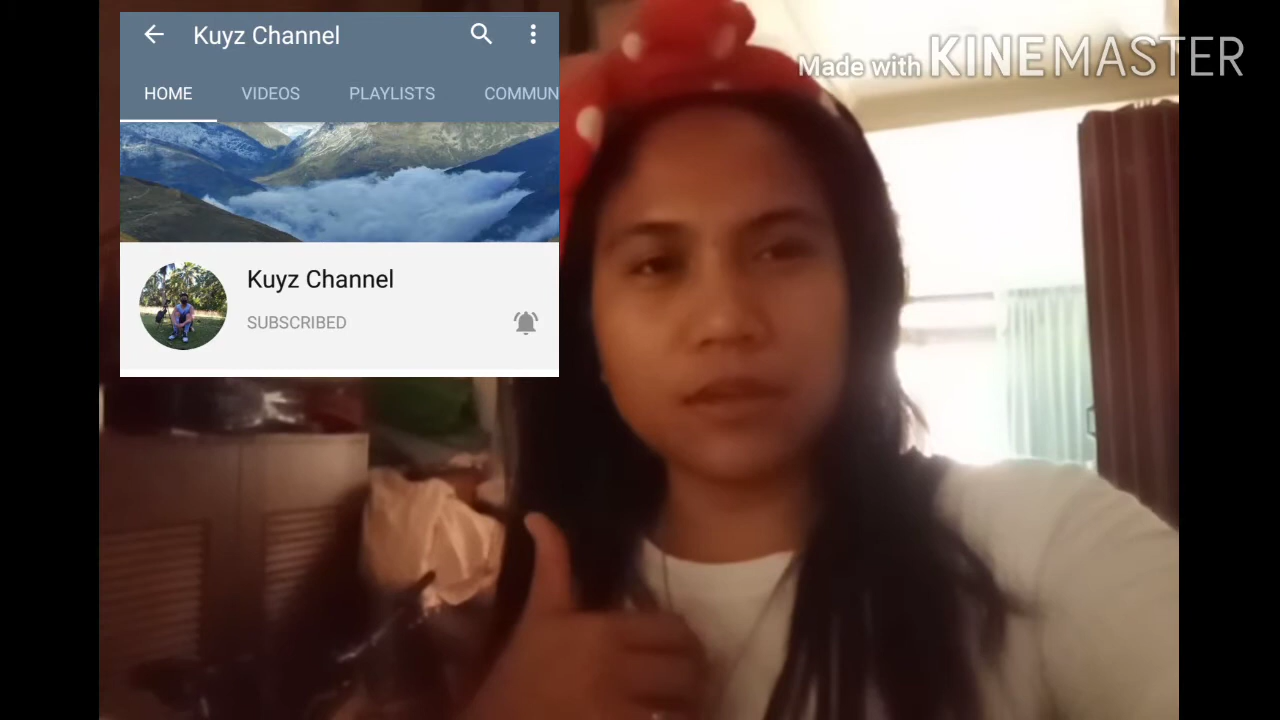 Kuyz Channel
Made with KINEMASTER
HOME VIDEOS PLAYLISTS COMMUN
Kuyz Channel
SUBSCRIBED